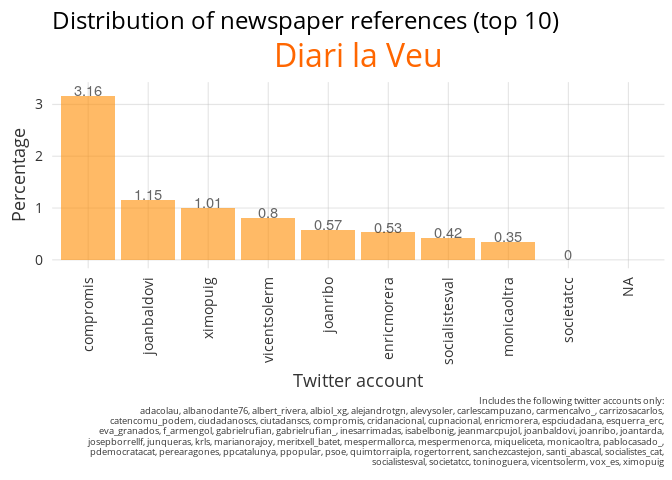 Distribution of newspaper references (top 10)
Diari la Veu
Percentage
3
2
1
0
3.16
1.15
1.01
0.8
0.57
0.53
0.42
0.35
0
compromis
joanbaldovi
ximopuig
vicentsolerm
joanribo
enricmorera
socialistesval
monicaoltra
societatcc
NA
Twitter account
Includes the following twitter accounts only:
adacolau, albanodante76, albert_rivera, albiol_xg, alejandrotgn, alevysoler, carlescampuzano, carmencalvo_, carrizosacarlos,
catencomu_podem, ciudadanoscs, ciutadanscs, compromis, cridanacional, cupnacional, enricmorera, espciudadana, esquerra_erc,
eva_granados, f_armengol, gabrielrufian, gabrielrufian_, inesarrimadas, isabelbonig, jeanmarcpujol, joanbaldovi, joanribo, joantarda,
josepborrellf, junqueras, krls, marianorajoy, meritxell_batet, mespermallorca, mespermenorca, miqueliceta, monicaoltra, pablocasado_,
pdemocratacat, perearagones, ppcatalunya, ppopular, psoe, quimtorraipla, rogertorrent, sanchezcastejon, santi_abascal, socialistes_cat,
socialistesval, societatcc, toninoguera, vicentsolerm, vox_es, ximopuig